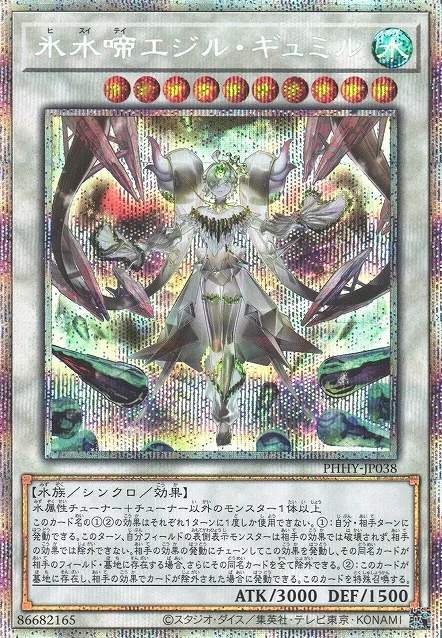 氷水啼エジル・ギュミル
水
PHHY-JP038
【水族／シンクロ／効果】
水属性チューナー＋チューナー以外のモンスター1体以上
このカード名の①②の効果はそれぞれ1ターンに1度しか使用できない。①：自分・相手ターンに
発動できる。このターン、自分フィールドの表側表示モンスターは相手の効果では破壊されず、相手の
効果では除外できない。相手の効果の発動にチェーンしてこの効果を発動し、その同名カードが
相手のフィールド・墓地に存在する場合、さらにその同名カードを全て除外できる。②：このカードが
墓地に存在し、相手の効果でカードが除外された場合に発動できる。このカードを特殊召喚する。
ATK/3000 DEF/1500
86682165
©スタジオ・ダイス／集英社・テレビ東京・KONAMI